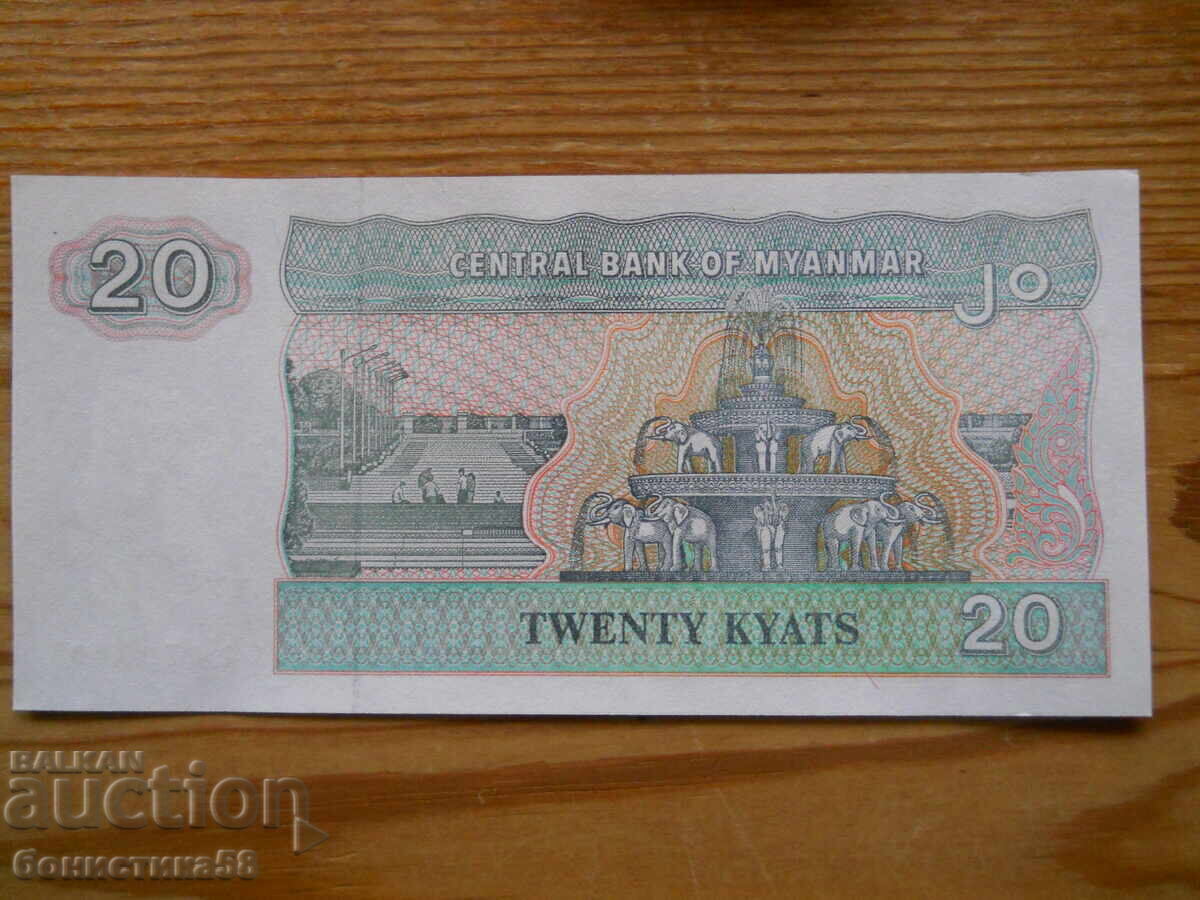 20
CENTRAL BANK OF MYANMAR
၂၀
TWENTY KYATS
20
BALKAN
auction
бонистика58